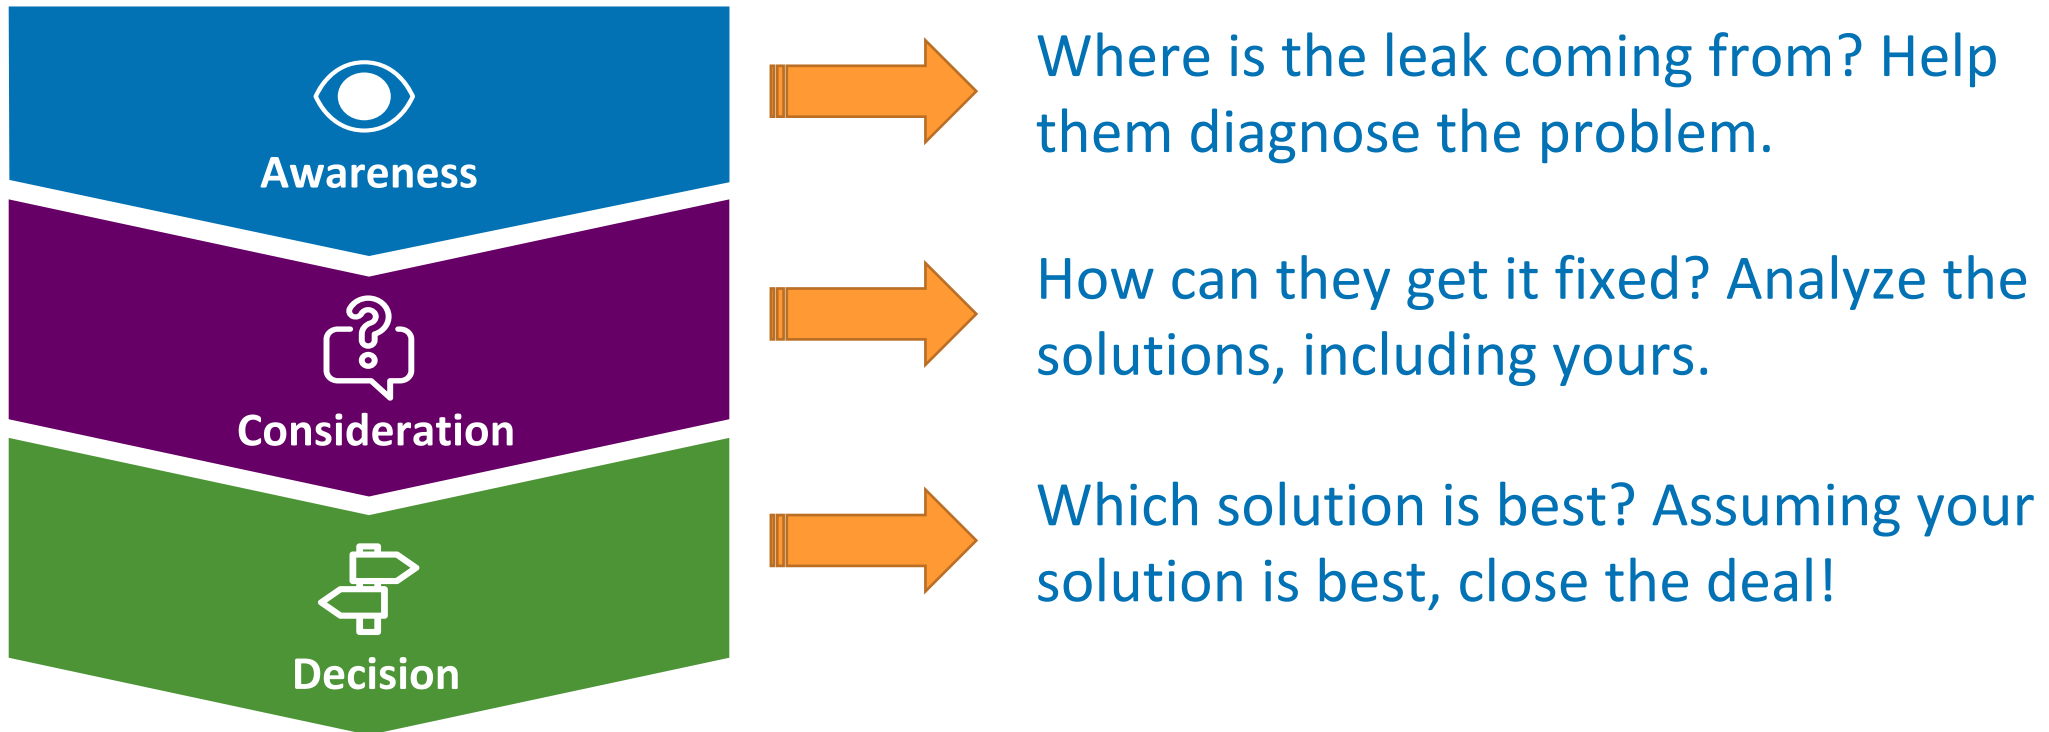 Awareness
Where is the leak coming from? Help
them diagnose the problem.
Consideration
How can they get it fixed? Analyze the
solutions, including yours.
Decision
Which solution is best? Assuming your
solution is best, close the deal!